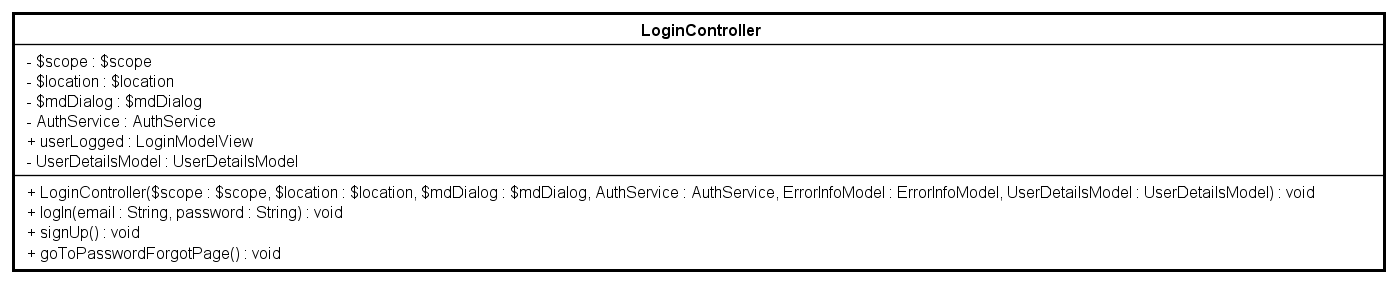 LoginController
- $scope : $scope
- $location : $location
- $mdDialog : $mdDialog
- AuthService : AuthService
+ userLogged : LoginModelView
- UserDetailsModel : UserDetailsModel
+ LoginController($scope : $scope, $location : $location, $mdDialog : $mdDialog, AuthService : AuthService, ErrorInfoModel : ErrorInfoModel, UserDetailsModel : UserDetailsModel) : void
+ logIn(email : String, password : String) : void
+ signUp() : void
+ goToPasswordForgotPage() : void